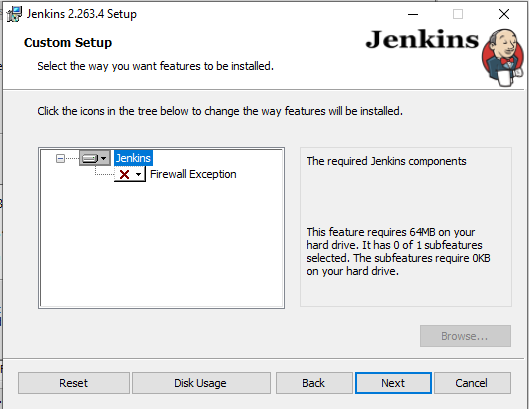 Jenkins 2.263.4 Setup
Custom Setup
Select the way you want features to be installed.
Jenkins
Click the icons in the tree below to change the way features will be installed.
Jenkins
Firewall Exception
The required Jenkins components
This feature requires 64MB on your
hard drive. It has 0 of 1 subfeatures
selected. The subfeatures require 0KB
on your hard drive.
Browse...
Reset
Disk Usage
Back
Next
Cancel